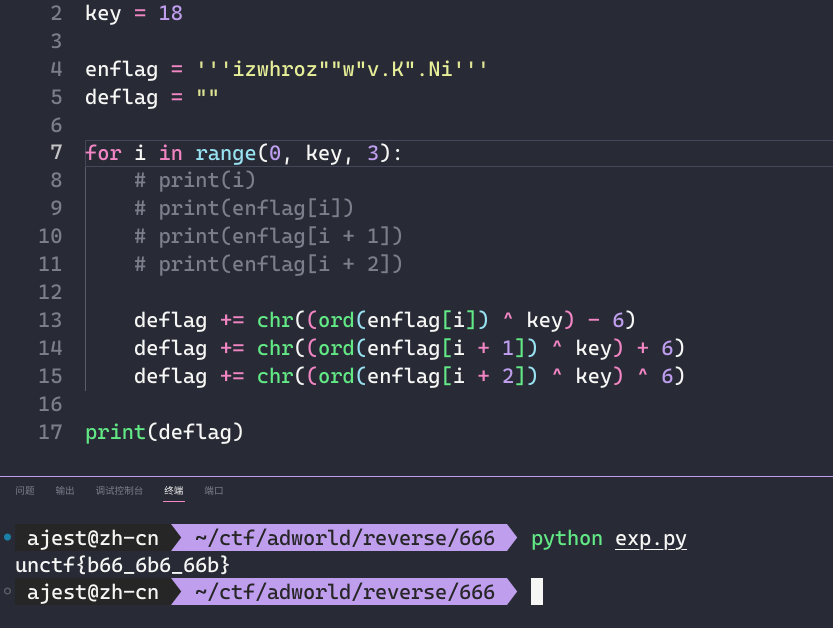 2 key = 18
3
4 enflag = '''izwhroz""w"v.K".Ni'''
5 deflag = ""
6
7 for i in range(0, key, 3):
8     # print(i)
9     # print(enflag[i])
10     # print(enflag[i + 1])
11     # print(enflag[i + 2])
12
13     deflag += chr((ord(enflag[i]) ^ key) - 6)
14     deflag += chr((ord(enflag[i + 1]) ^ key) + 6)
15     deflag += chr((ord(enflag[i + 2]) ^ key) ^ 6)
16
17 print(deflag)
问题 输出 调试控制台 终端 端口
ajest@zh-cn ~/ctf/adworld/reverse/666 python exp.py
unctf{b66_6b6_66b}
ajest@zh-cn ~/ctf/adworld/reverse/666